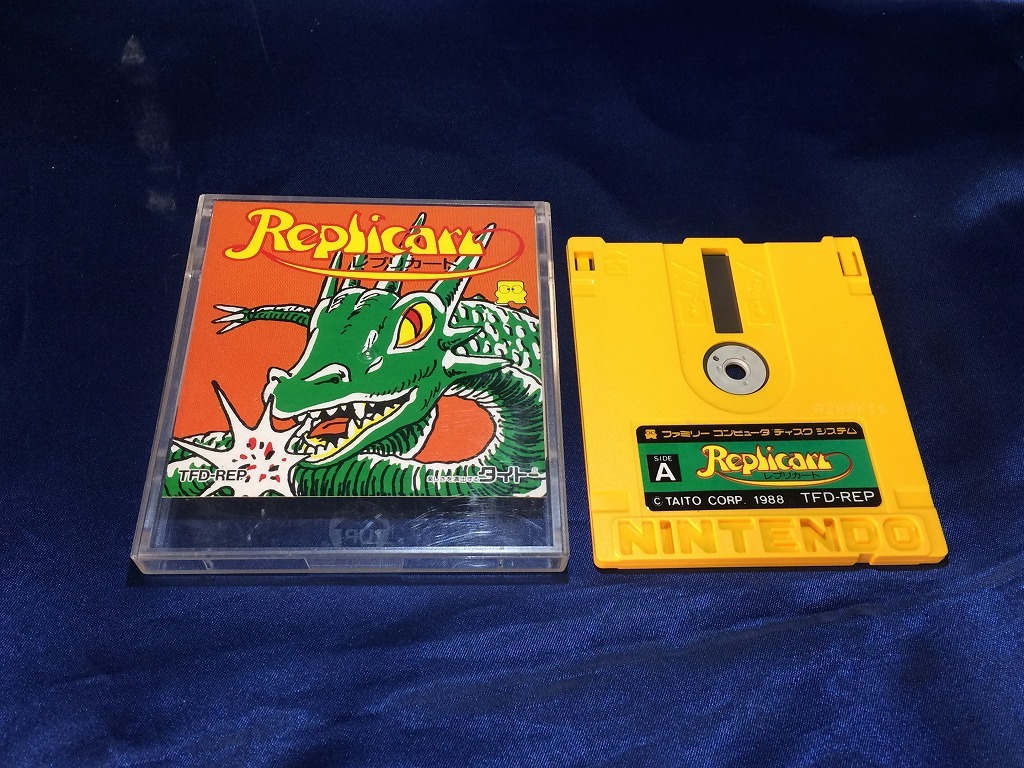 Replicart
レプリカート
TFD-REP
タイトー
A288K16
ファミリー コンピュータ ディスク システム
SIDE
A
Replicart
レプリカート
© TAITO CORP. 1988 TFD-REP
NINTENDO